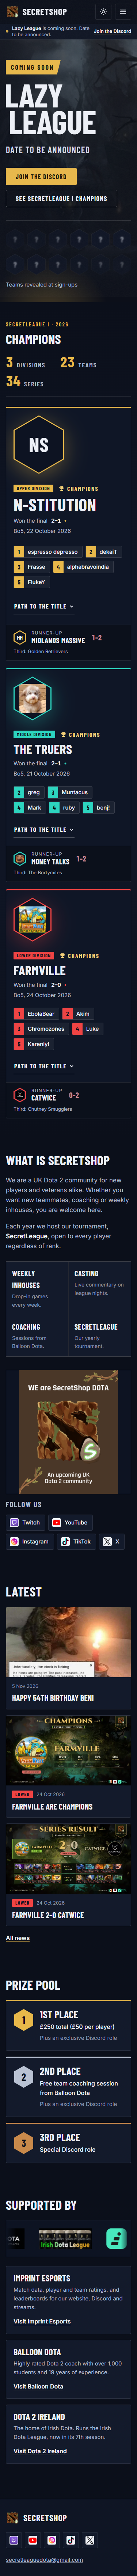 SECRETSHOP
Lazy League is coming soon. Date to be announced.
Join the Discord
COMING SOON
LAZY LEAGUE
DATE TO BE ANNOUNCED
JOIN THE DISCORD
SEE SECRETLEAGUE I CHAMPIONS
Teams revealed at sign-ups
SECRETLEAGUE I · 2026
CHAMPIONS
3 DIVISIONS
23 TEAMS
34 SERIES
NS
UPPER DIVISION
CHAMPIONS
N-STITUTION
Won the final 2–1
Bo5, 22 October 2026
1 espresso depresso
2 dekaiT
3 Frasse
4 alphabravoindia
5 FlukeY
PATH TO THE TITLE
MM
RUNNER-UP
MIDLANDS MASSIVE
1–2
Third: Golden Retrievers
MIDDLE DIVISION
CHAMPIONS
THE TRUERS
Won the final 2–1
Bo5, 21 October 2026
1 greg
3 Muntacus
4 Mark
4 ruby
5 benj!
PATH TO THE TITLE
RUNNER-UP
MONEY TALKS
1–2
Third: The Bortynites
LOWER DIVISION
CHAMPIONS
FARMVILLE
Won the final 2–0
Bo5, 24 October 2026
1 EbolaBear
2 Akim
3 Chromozones
4 Luke
5 Karenlyl
PATH TO THE TITLE
RUNNER-UP
CATWICE
0–2
Third: Chutney Smugglers
WHAT IS SECRETSHOP
We are a UK Dota 2 community for new players and veterans alike. Whether you want new teammates, coaching or weekly inhouses, you are welcome here.
Each year we host our tournament, SecretLeague, open to every player regardless of rank.
WEEKLY INHOUSES
Drop-in games every week.
CASTING
Live commentary on league nights.
COACHING
Sessions from Balloon Dota.
SECRETLEAGUE
Our yearly tournament.
WE are SecretShop DOTA
An upcoming UK Dota 2 community
FOLLOW US
Twitch
YouTube
Instagram
TikTok
X
LATEST
Unfortunately, the clock is ticking
5 Nov 2026
HAPPY 54TH BIRTHDAY BENI
CHAMPIONS
FARMVILLE
LOWER
24 Oct 2026
FARMVILLE ARE CHAMPIONS
SERIES RESULT
FARMVILLE
2 0
CATWICE
LOWER
24 Oct 2026
FARMVILLE 2-0 CATWICE
All news
PRIZE POOL
1
1ST PLACE
£250 total (£50 per player)
Plus an exclusive Discord role
2
2ND PLACE
Free team coaching session from Balloon Dota
Plus an exclusive Discord role
3
3RD PLACE
Special Discord role
SUPPORTED BY
OTA
Irish Dota League
IMPRINT ESPORTS
Match data, player and team ratings, and leaderboards for our website, Discord and streams.
Visit Imprint Esports
BALLOON DOTA
Highly rated Dota 2 coach with over 1,000 students and 19 years of experience.
Visit Balloon Dota
DOTA 2 IRELAND
The home of Irish Dota. Runs the Irish Dota League, now in its 7th season.
Visit Dota 2 Ireland
SECRETSHOP
secretleaguedota@gmail.com